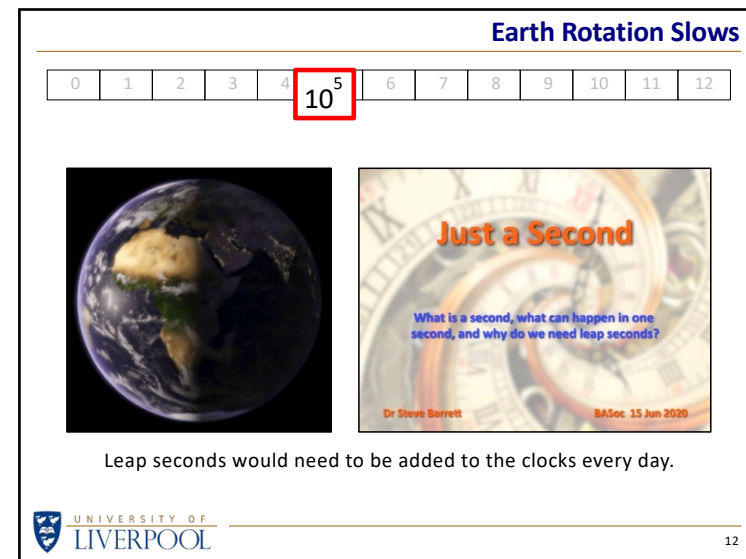 Earth Rotation Slows
0 1 2 3 4 10⁵ 6 7 8 9 10 11 12
Just a Second
What is a second, what can happen in one
second, and why do we need leap seconds?
Dr Steve Barrett BASoc 15 Jun 2020
Leap seconds would need to be added to the clocks every day.
UNIVERSITY OF
LIVERPOOL
12